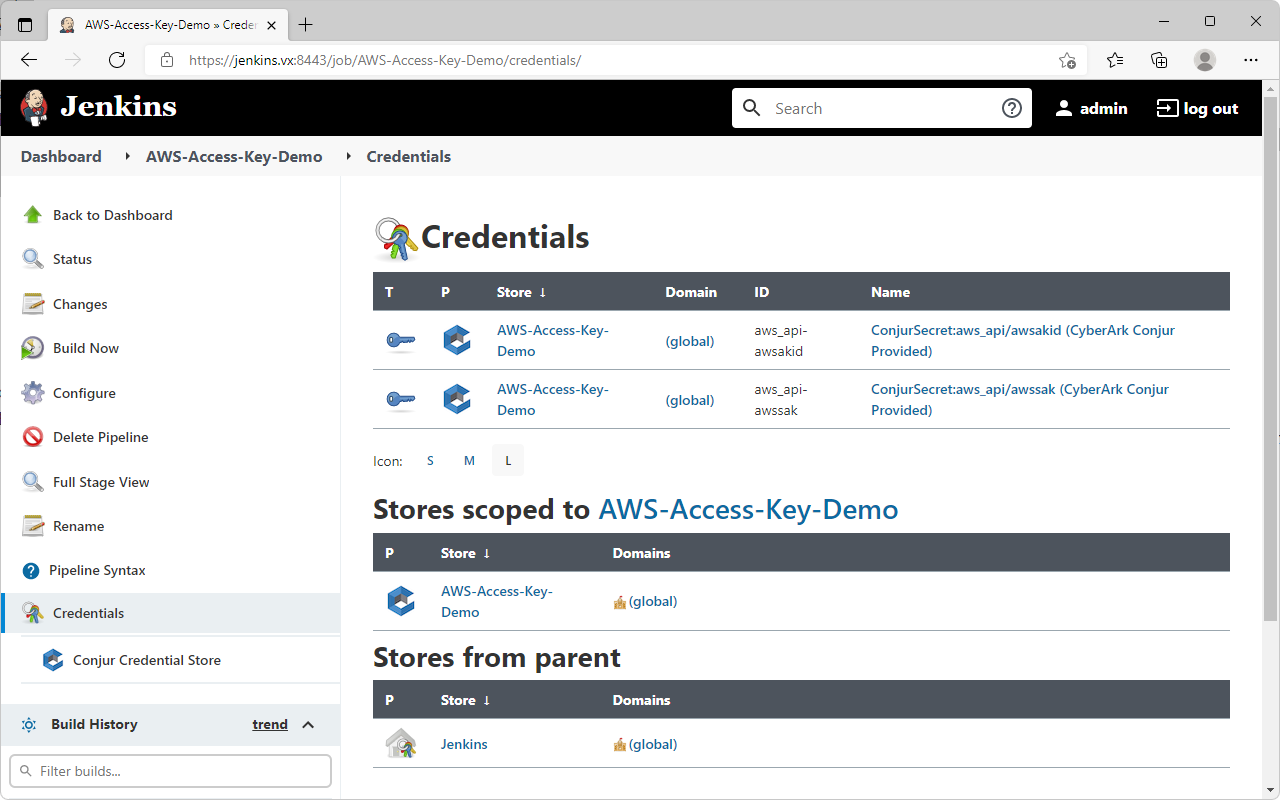 AWS-Access-Key-Demo » Creden
https://jenkins.vx:8443/job/AWS-Access-Key-Demo/credentials/
Jenkins
Search
admin
log out
Dashboard
AWS-Access-Key-Demo
Credentials
Back to Dashboard
Status
Changes
Build Now
Configure
Delete Pipeline
Full Stage View
Rename
Pipeline Syntax
Credentials
Conjur Credential Store
Build History trend
Filter builds...
Credentials
T P Store ↓ Domain ID Name
AWS-Access-Key-
Demo
(global)
aws_api-
awsakid
ConjurSecret:aws_api/awsakid (CyberArk Conjur
Provided)
AWS-Access-Key-
Demo
(global)
aws_api-
awssak
ConjurSecret:aws_api/awssak (CyberArk Conjur
Provided)
Icon: S M L
Stores scoped to AWS-Access-Key-Demo
P Store ↓ Domains
AWS-Access-Key-
Demo
(global)
Stores from parent
P Store ↓ Domains
Jenkins (global)